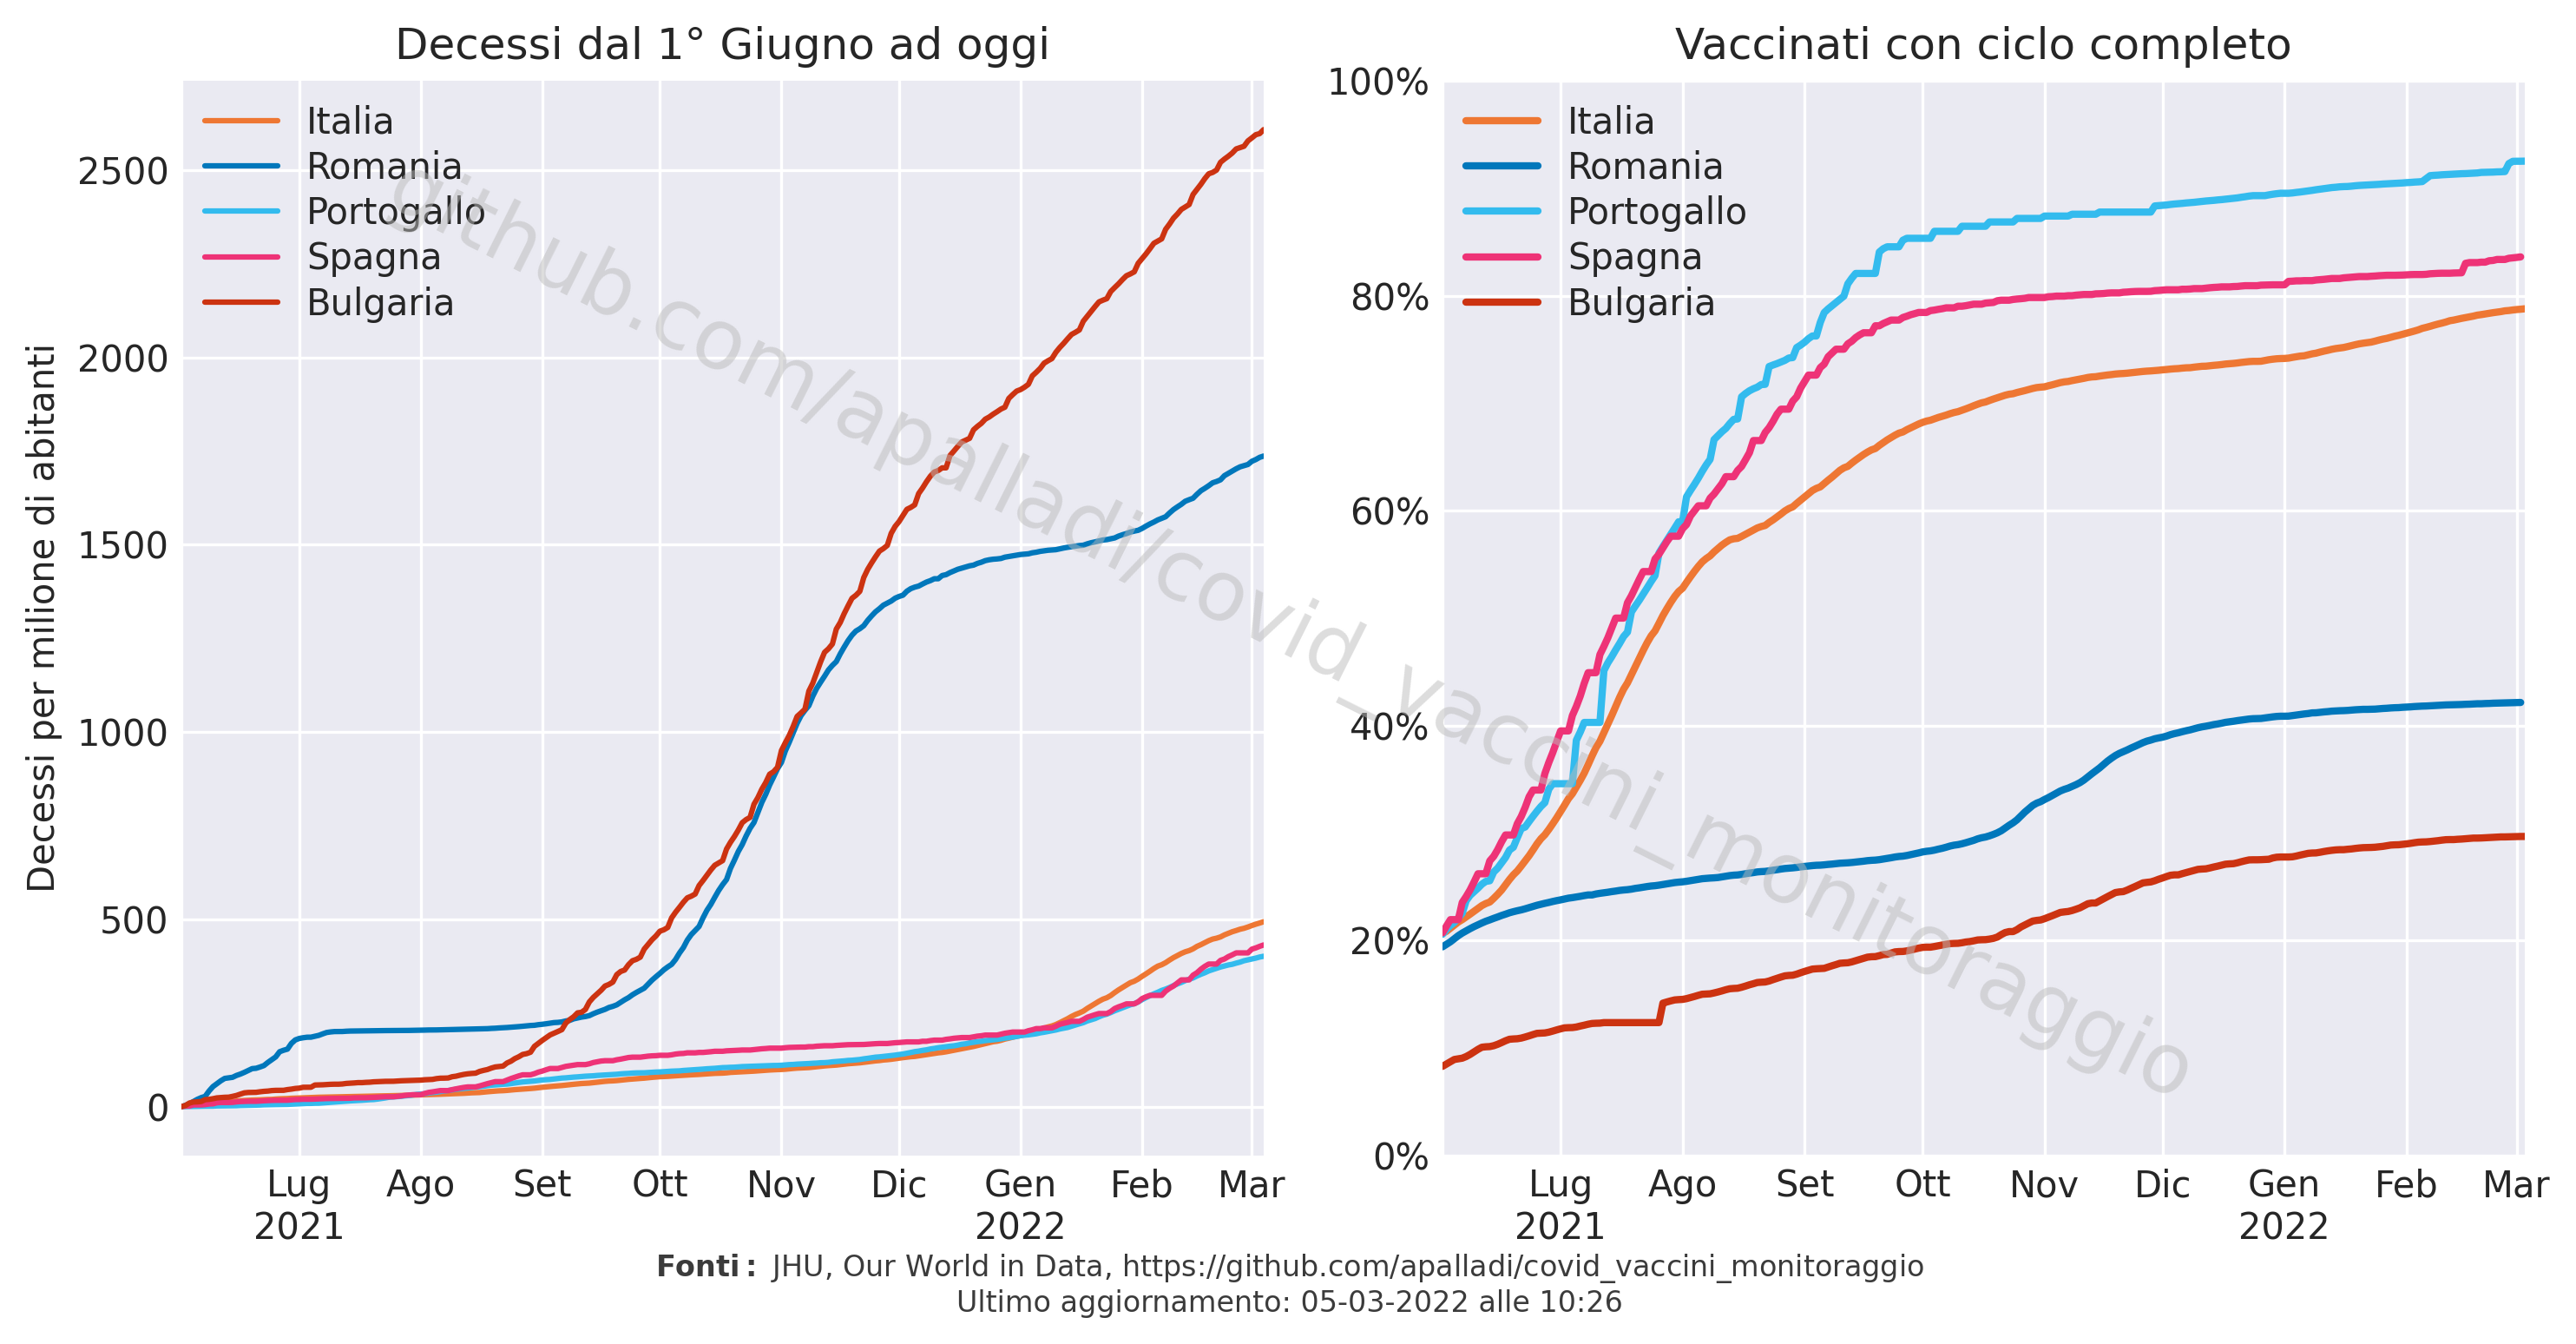 Decessi dal 1° Giugno ad oggi
Decessi per milione di abitanti
2500
2000
1500
1000
500
0
Italia
Romania
Portogallo
Spagna
Bulgaria
Lug
2021
Ago
Set
Ott
Nov
Dic
Gen
2022
Feb
Mar
Vaccinati con ciclo completo
100%
80%
60%
40%
20%
0%
Italia
Romania
Portogallo
Spagna
Bulgaria
Lug
2021
Ago
Set
Ott
Nov
Dic
Gen
2022
Feb
Mar
github.com/apalladi/covid_vaccini_monitoraggio
Fonti: JHU, Our World in Data, https://github.com/apalladi/covid_vaccini_monitoraggio
Ultimo aggiornamento: 05-03-2022 alle 10:26